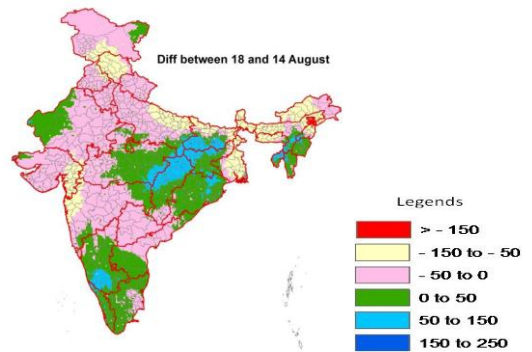 Diff between 18 and 14 August
Legends
> - 150
- 150 to - 50
- 50 to 0
0 to 50
50 to 150
150 to 250